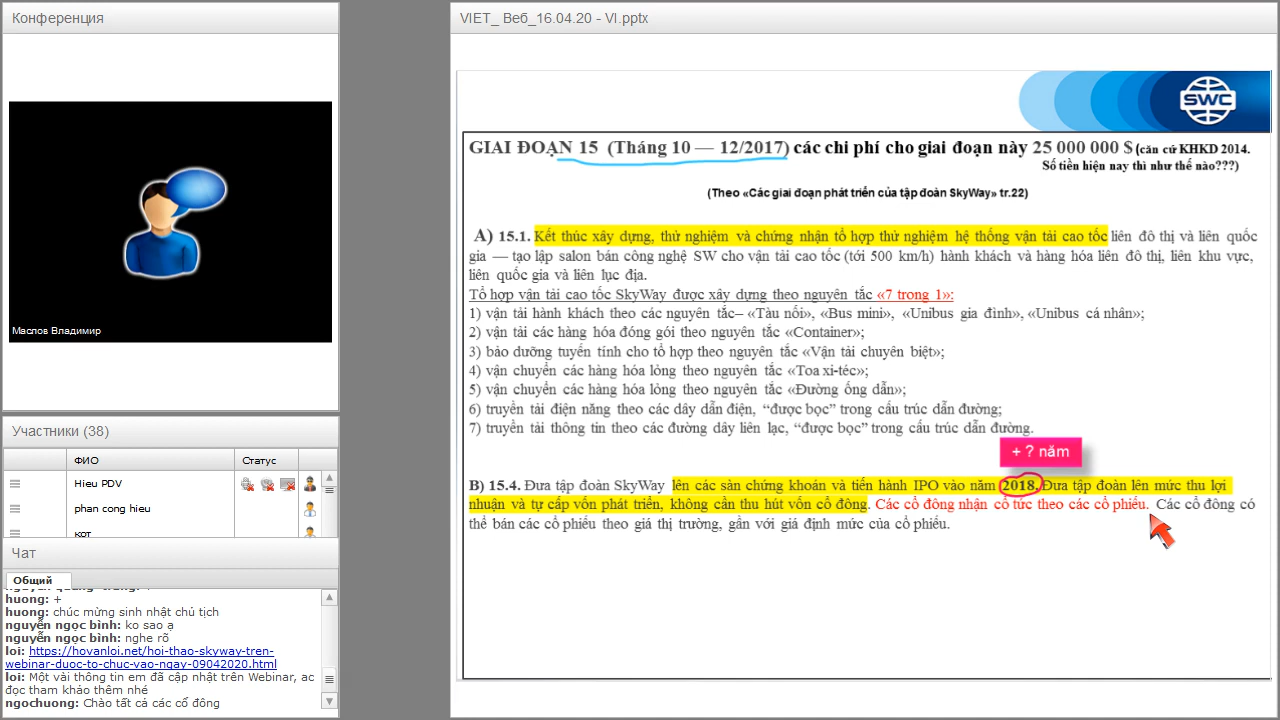 Конференция
VIET_ Веб_16.04.20 - VI.pptx
Маслов Владимир
Участники (38)
ФИО
Статус
Hieu PDV
phan cong hieu
кот
Чат
Общий
huong: +
huong: chúc mừng sinh nhật chủ tịch
nguyễn ngọc bình: ko sao ạ
nguyễn ngọc bình: nghe rõ
loi: https://hovanloi.net/hoi-thao-skyway-tren-
webinar-duoc-to-chuc-vao-ngay-09042020.html
loi: Một vài thông tin em đã cập nhật trên Webinar, ac
đọc tham khảo thêm nhé
ngochuong: Chào tất cả các cổ đông
SWC
GIAI ĐOẠN 15 (Tháng 10 — 12/2017) các chi phí cho giai đoạn này 25 000 000 $ (căn cứ KHKD 2014.
Số tiền hiện nay thì như thế nào???)
(Theo «Các giai đoạn phát triển của tập đoàn SkyWay» tr.22)
A) 15.1. Kết thúc xây dựng, thử nghiệm và chứng nhận tổ hợp thử nghiệm hệ thống vận tải cao tốc liên đô thị và liên quốc
gia — tạo lập salon bán công nghệ SW cho vận tải cao tốc (tới 500 km/h) hành khách và hàng hóa liên đô thị, liên khu vực,
liên quốc gia và liên lục địa.
Tổ hợp vận tải cao tốc SkyWay được xây dựng theo nguyên tắc «7 trong 1»:
1) vận tải hành khách theo các nguyên tắc– «Tàu nối», «Bus mini», «Unibus gia đình», «Unibus cá nhân»;
2) vận tải các hàng hóa đóng gói theo nguyên tắc «Container»;
3) bảo dưỡng tuyến tính cho tổ hợp theo nguyên tắc «Vận tải chuyên biệt»;
4) vận chuyển các hàng hóa lỏng theo nguyên tắc «Toa xi-téc»;
5) vận chuyển các hàng hóa lỏng theo nguyên tắc «Đường ống dẫn»;
6) truyền tải điện năng theo các dây dẫn điện, “được bọc” trong cấu trúc dẫn đường;
7) truyền tải thông tin theo các đường dây liên lạc, “được bọc” trong cấu trúc dẫn đường.
+ ? năm
B) 15.4. Đưa tập đoàn SkyWay lên các sàn chứng khoán và tiến hành IPO vào năm 2018. Đưa tập đoàn lên mức thu lợi
nhuận và tự cấp vốn phát triển, không cần thu hút vốn cổ đông. Các cổ đông nhận cổ tức theo các cổ phiếu. Các cổ đông có
thể bán các cổ phiếu theo giá thị trường, gần với giá định mức của cổ phiếu.